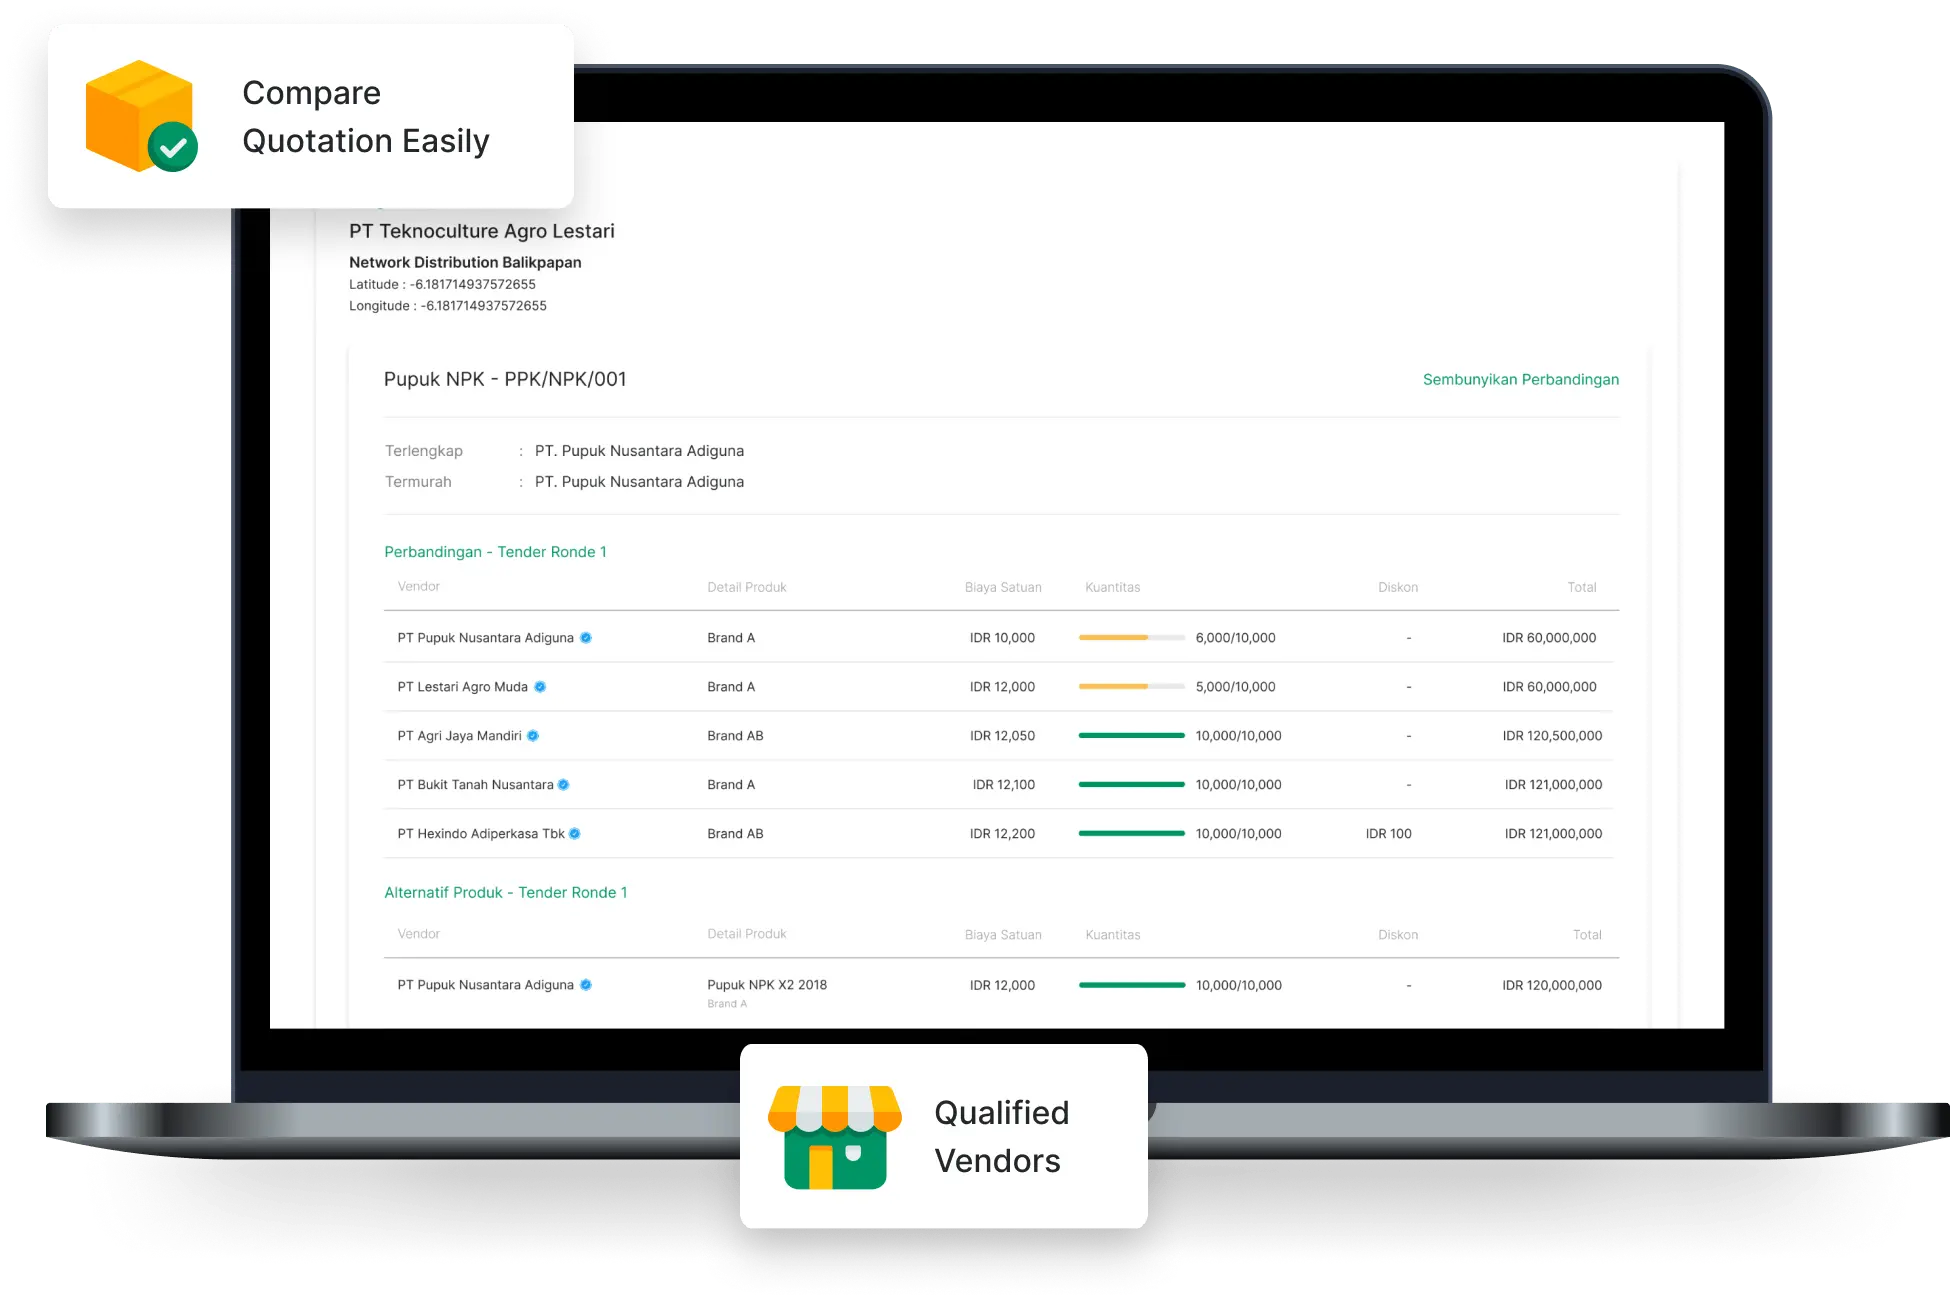 Compare
Quotation Easily
PT Teknoculture Agro Lestari
Network Distribution Balikpapan
Latitude : -6.181714937572655
Longitude : -6.181714937572655
Pupuk NPK - PPK/NPK/001
Sembunyikan Perbandingan
Terlengkap : PT. Pupuk Nusantara Adiguna
Termurah : PT. Pupuk Nusantara Adiguna
Perbandingan - Tender Ronde 1
Vendor Detail Produk Biaya Satuan Kuantitas Diskon Total
PT Pupuk Nusantara Adiguna Brand A IDR 10,000 6,000/10,000 - IDR 60,000,000
PT Lestari Agro Muda Brand A IDR 12,000 5,000/10,000 - IDR 60,000,000
PT Agri Jaya Mandiri Brand AB IDR 12,050 10,000/10,000 - IDR 120,500,000
PT Bukit Tanah Nusantara Brand A IDR 12,100 10,000/10,000 - IDR 121,000,000
PT Hexindo Adiperkasa Tbk Brand AB IDR 12,200 10,000/10,000 IDR 100 IDR 121,000,000
Alternatif Produk - Tender Ronde 1
Vendor Detail Produk Biaya Satuan Kuantitas Diskon Total
PT Pupuk Nusantara Adiguna Pupuk NPK X2 2018 IDR 12,000 10,000/10,000 - IDR 120,000,000
Brand A
Qualified
Vendors